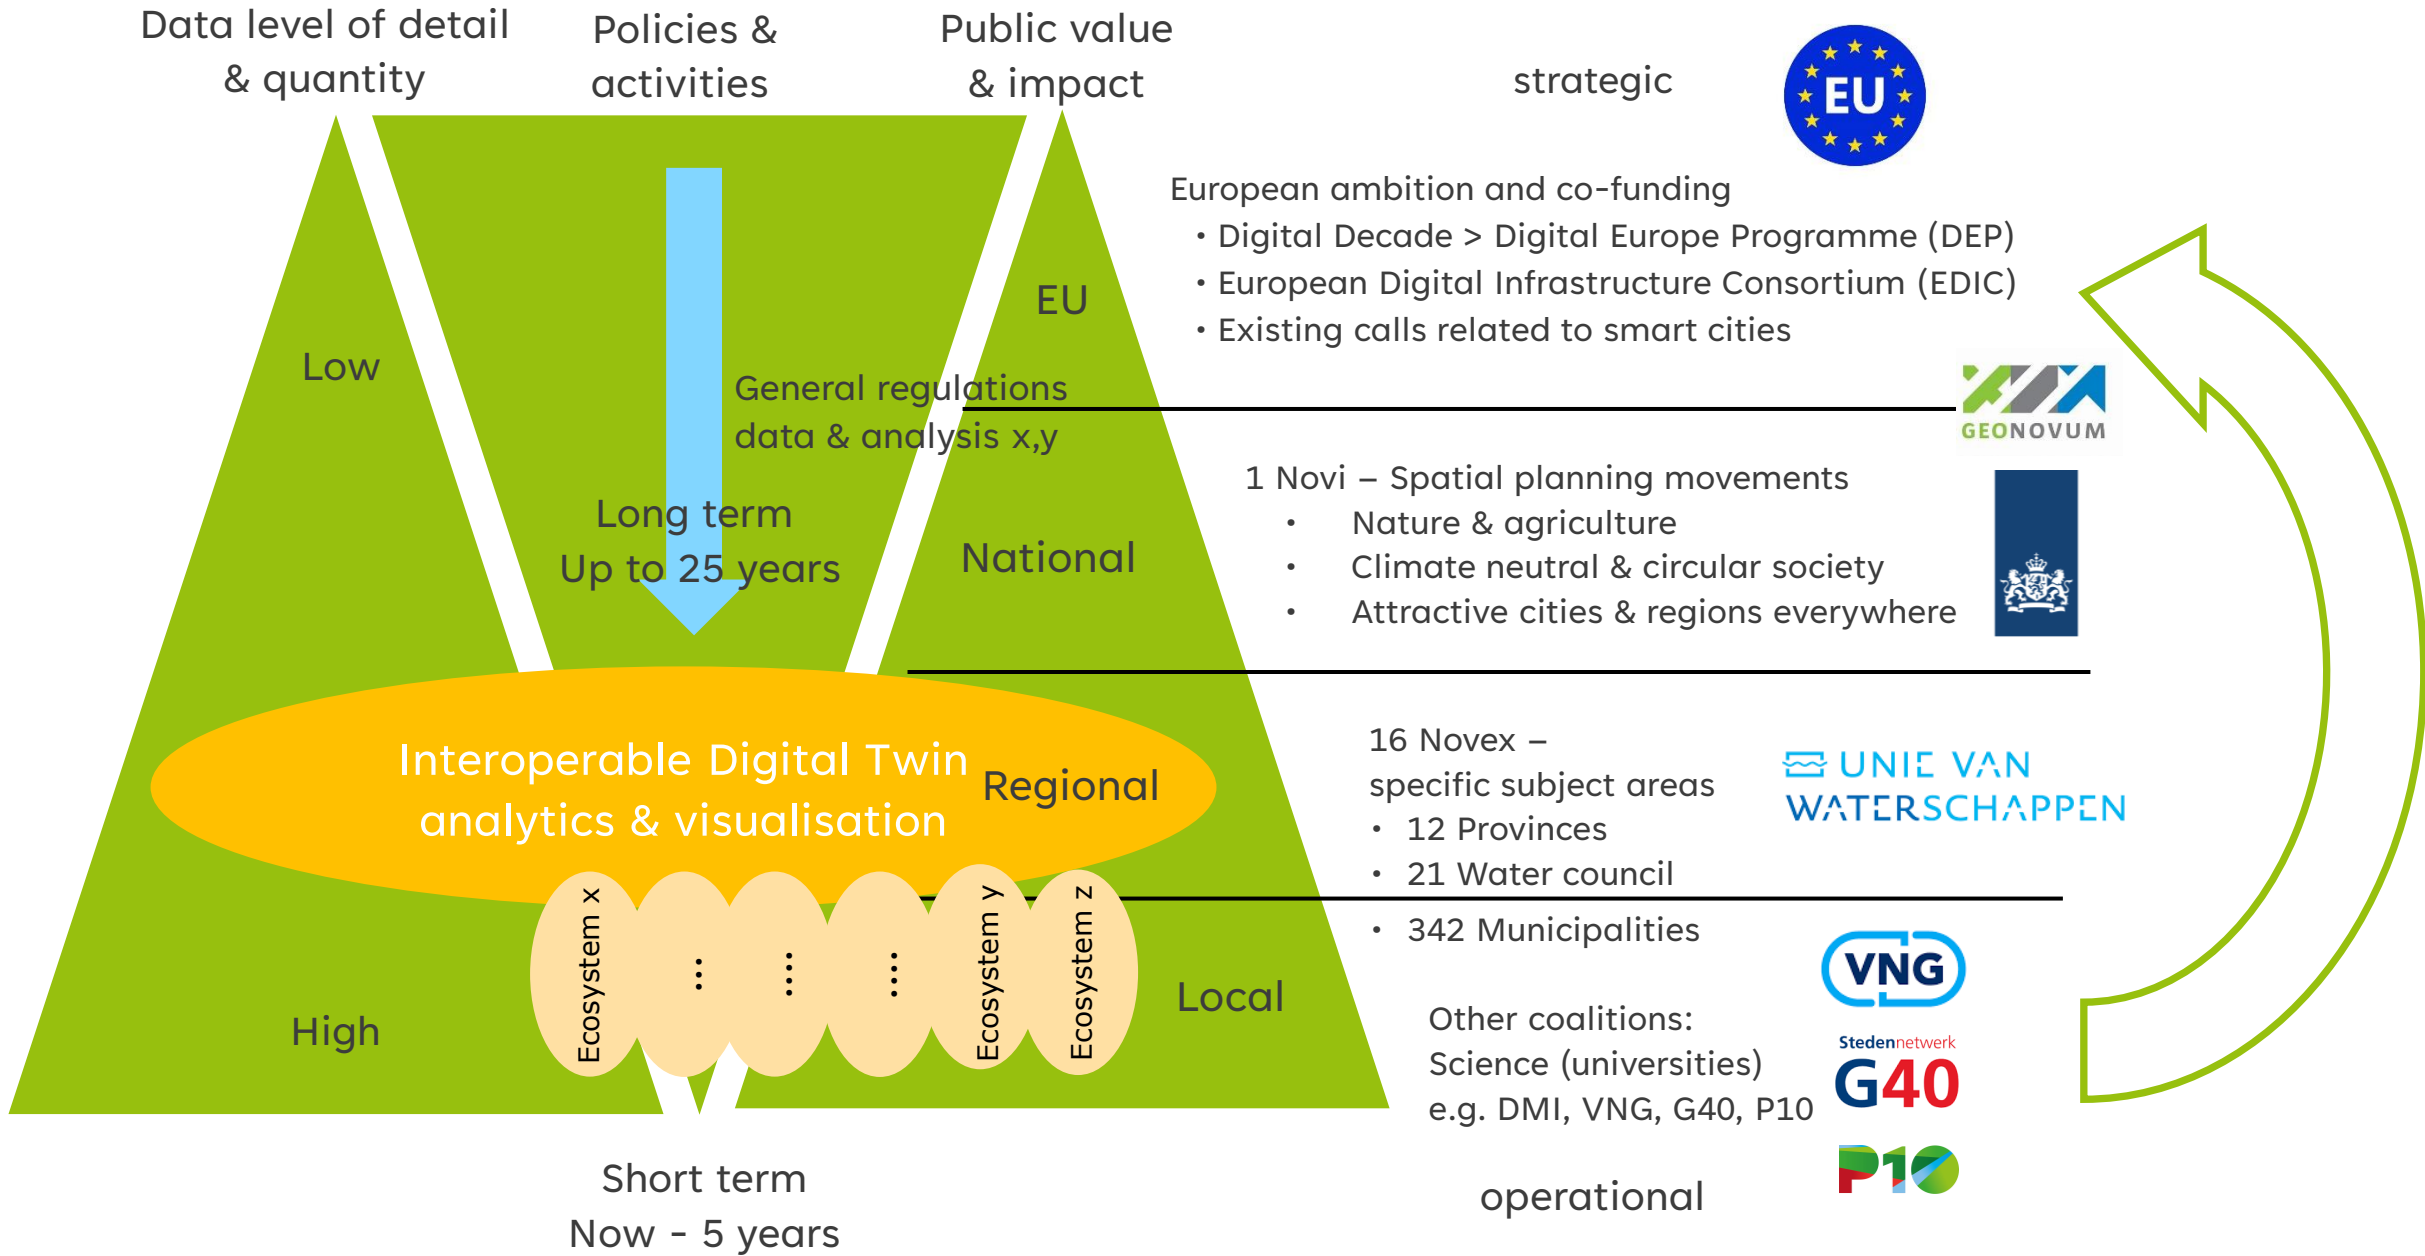 Data level of detail
& quantity
Policies &
activities
Public value
& impact
strategic
EU
European ambition and co-funding
• Digital Decade > Digital Europe Programme (DEP)
• European Digital Infrastructure Consortium (EDIC)
• Existing calls related to smart cities
EU
Low
General regulations
data & analysis x,y
GEONOVUM
Long term
Up to 25 years
National
1 Novi – Spatial planning movements
• Nature & agriculture
• Climate neutral & circular society
• Attractive cities & regions everywhere
Interoperable Digital Twin
analytics & visualisation
Regional
16 Novex –
specific subject areas
• 12 Provinces
• 21 Water council
UNIE VAN
WATERSCHAPPEN
• 342 Municipalities
VNG
Ecosystem x
...
....
....
Ecosystem y
Ecosystem z
High
Local
Other coalitions:
Science (universities)
e.g. DMI, VNG, G40, P10
Stedennetwerk
G40
P10
Short term
Now - 5 years
operational